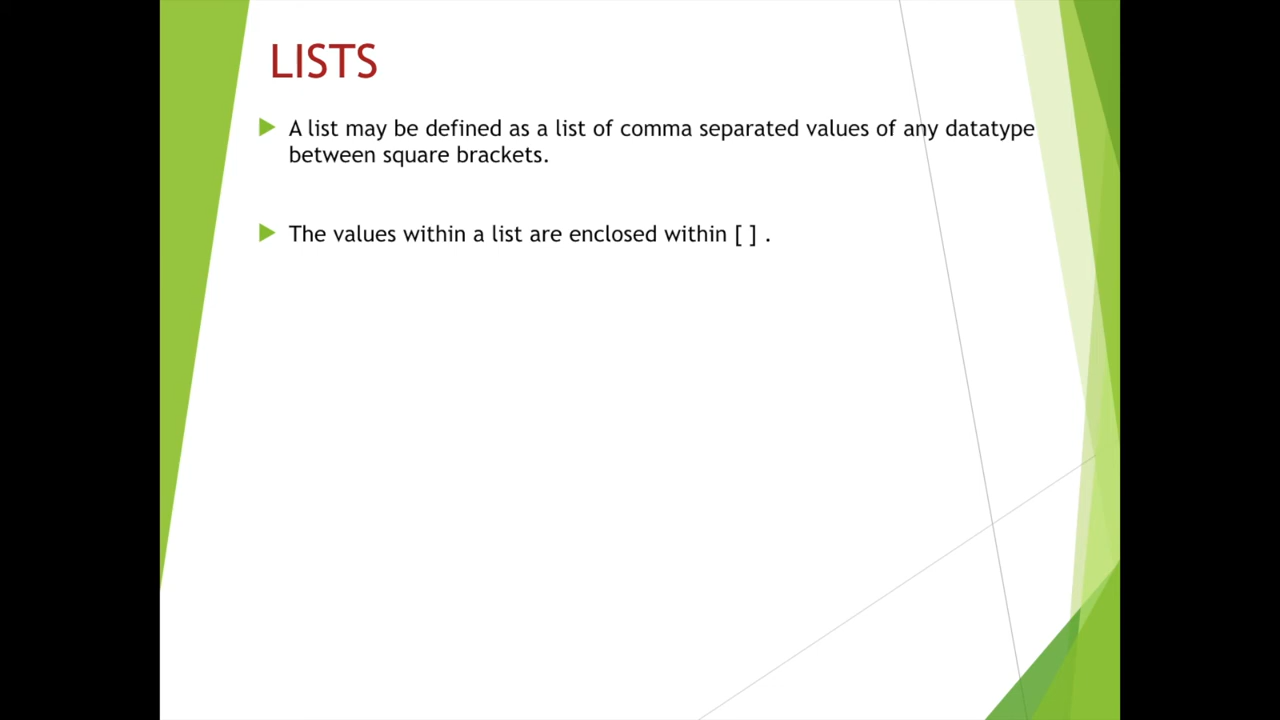 LISTS
A list may be defined as a list of comma separated values of any datatype
between square brackets.
The values within a list are enclosed within [ ] .